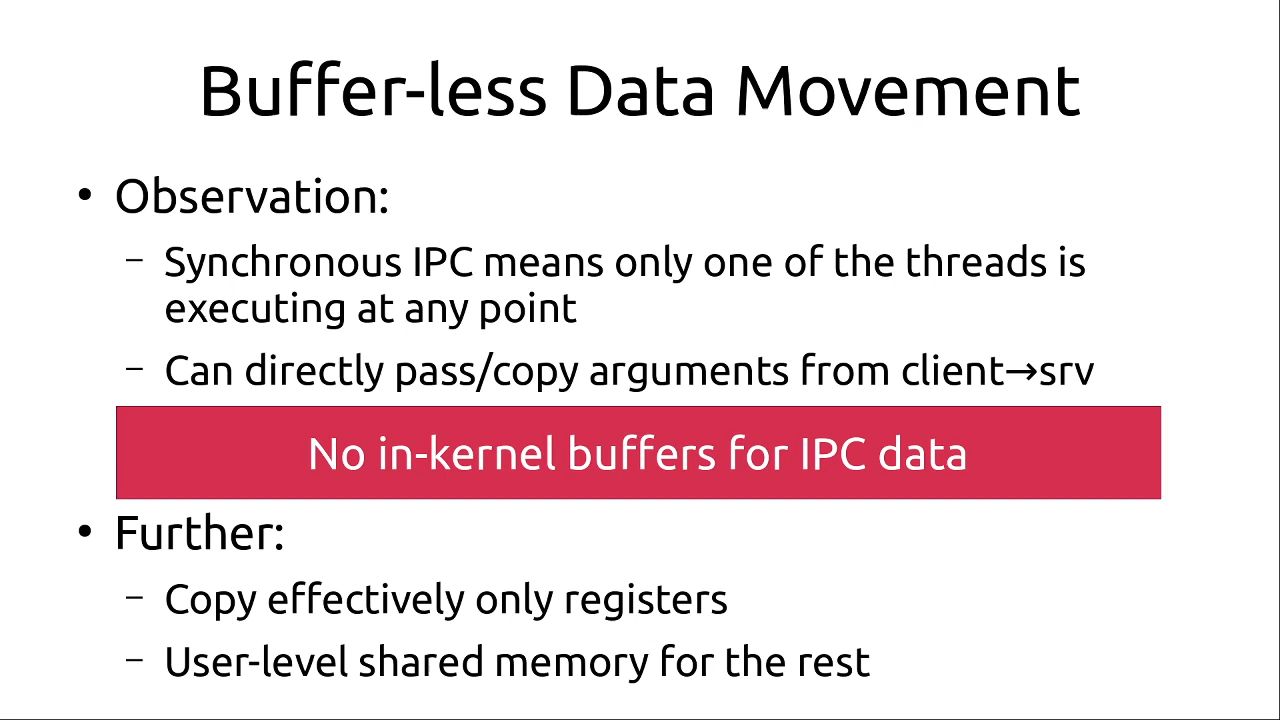 Buffer-less Data Movement
• Observation:
– Synchronous IPC means only one of the threads is
executing at any point
– Can directly pass/copy arguments from client→srv
No in-kernel buffers for IPC data
• Further:
– Copy effectively only registers
– User-level shared memory for the rest